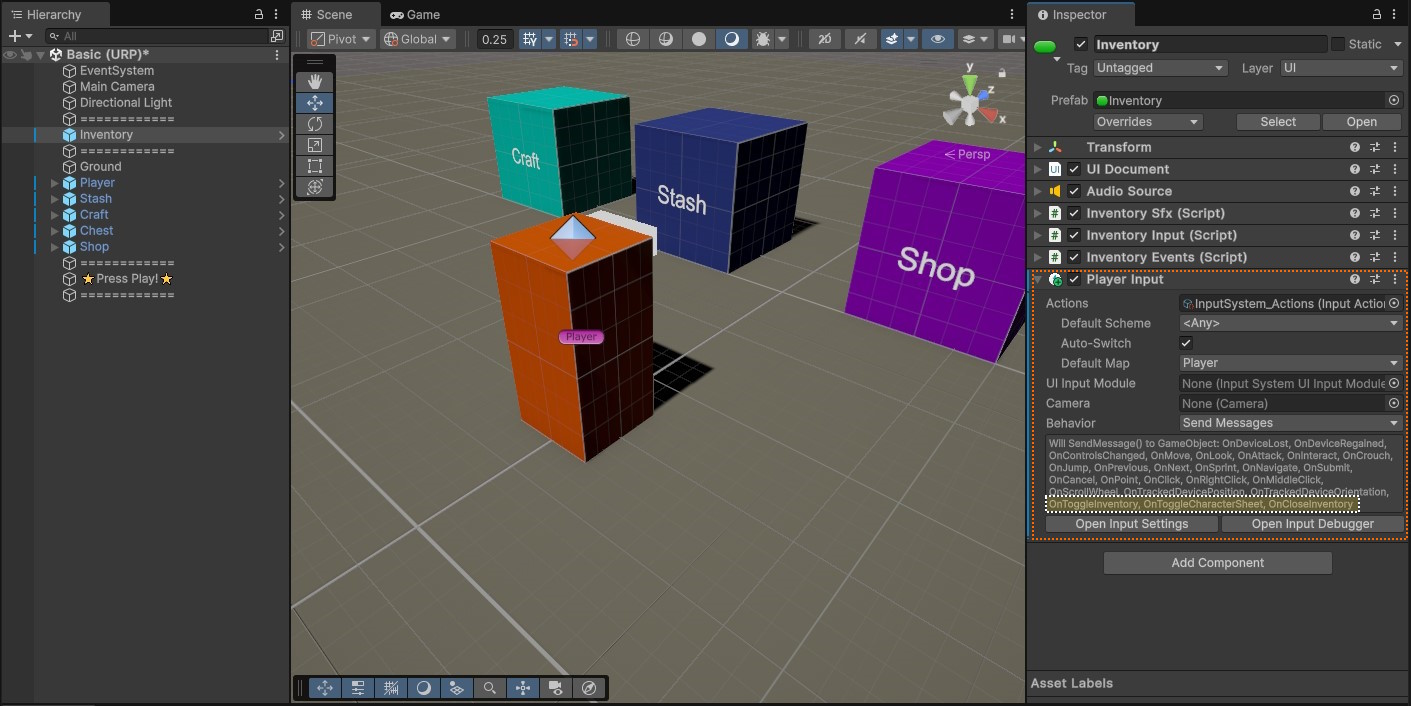 Hierarchy
All
Basic (URP)*
EventSystem
Main Camera
Directional Light
============
Inventory
============
Ground
Player
Stash
Craft
Chest
Shop
============
⭐Press Play!⭐
============
Scene
Game
Pivot
Global
0.25
2D
Craft
Stash
Shop
Player
y
z
x
< Persp
Inspector
Inventory
Static
Tag
Untagged
Layer
UI
Prefab
Inventory
Overrides
Select
Open
Transform
UI Document
Audio Source
Inventory Sfx (Script)
Inventory Input (Script)
Inventory Events (Script)
Player Input
Actions
InputSystem_Actions (Input Action
Default Scheme
<Any>
Auto-Switch
Default Map
Player
UI Input Module
None (Input System UI Input Module
Camera
None (Camera)
Behavior
Send Messages
Will SendMessage() to GameObject: OnDeviceLost, OnDeviceRegained,
OnControlsChanged, OnMove, OnLook, OnAttack, OnInteract, OnCrouch,
OnJump, OnPrevious, OnNext, OnSprint, OnNavigate, OnSubmit,
OnCancel, OnPoint, OnClick, OnRightClick, OnMiddleClick,
OnScrollWheel, OnTrackedDevicePosition, OnTrackedDeviceOrientation,
OnToggleInventory, OnToggleCharacterSheet, OnCloseInventory
Open Input Settings
Open Input Debugger
Add Component
Asset Labels